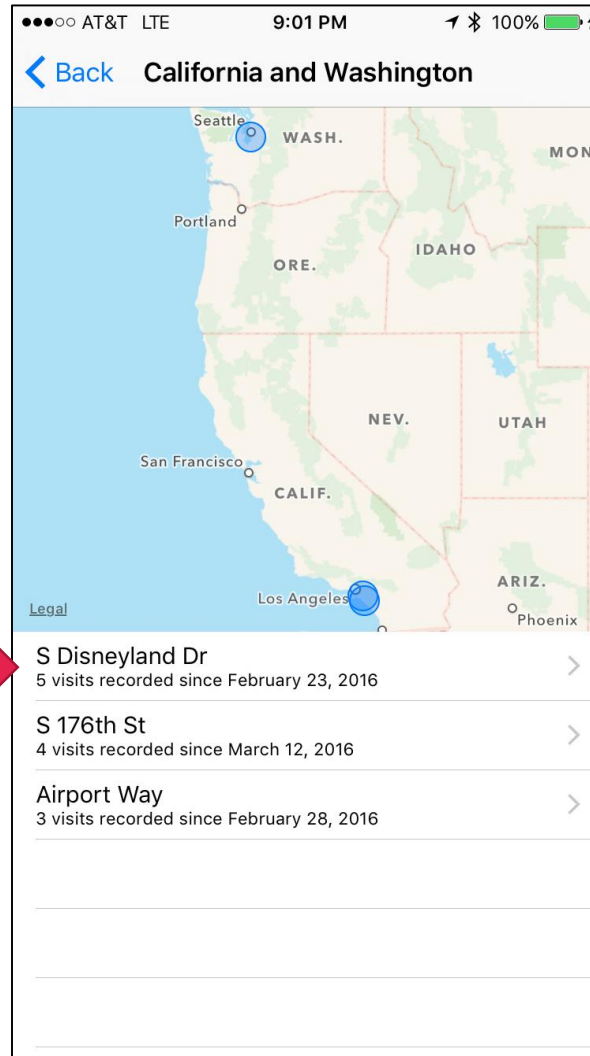 AT&T LTE 9:01 PM 100%
Back California and Washington
Seattle
WASH.
MON
Portland
IDAHO
ORE.
NEV.
UTAH
San Francisco
CALIF.
ARIZ.
Los Angeles
Legal
Phoenix
S Disneyland Dr
5 visits recorded since February 23, 2016
S 176th St
4 visits recorded since March 12, 2016
Airport Way
3 visits recorded since February 28, 2016